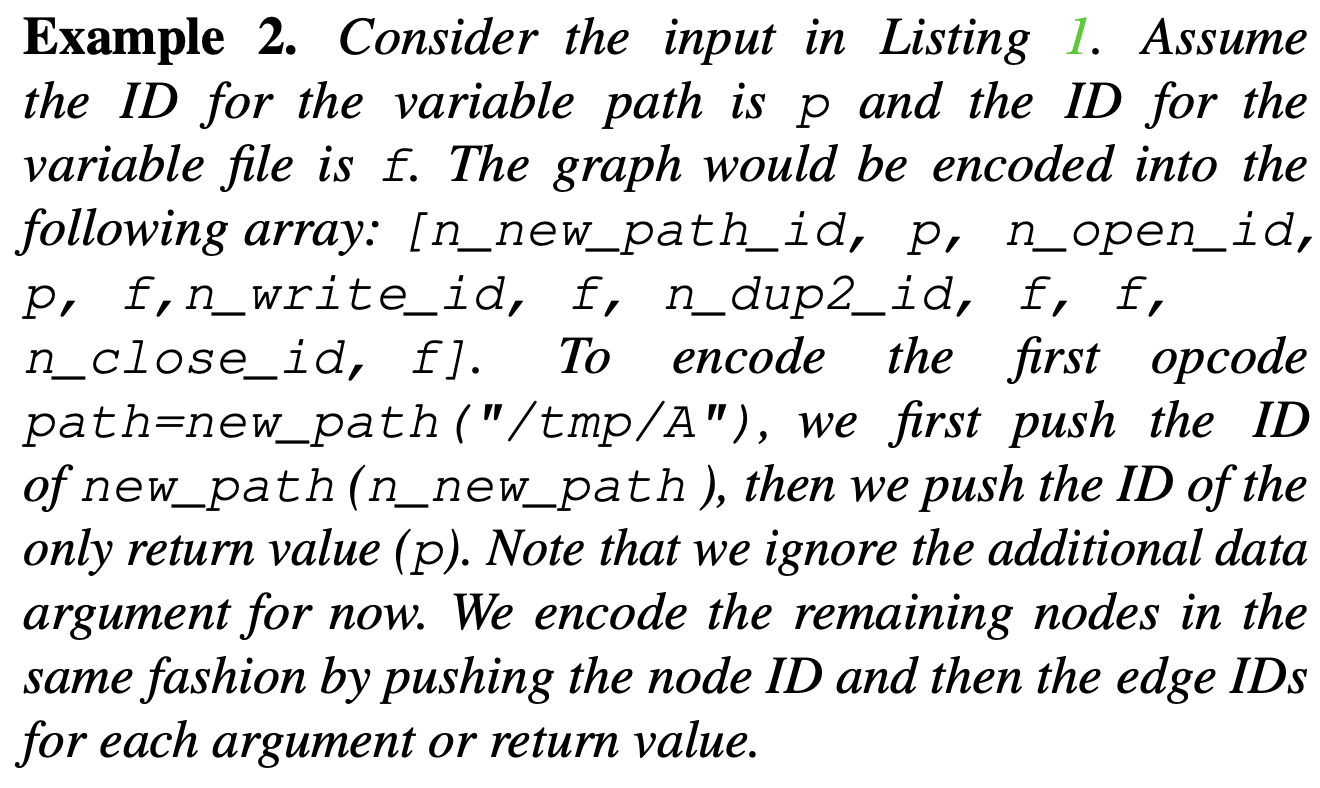 Example 2. Consider the input in Listing 1. Assume
the ID for the variable path is p and the ID for the
variable file is f. The graph would be encoded into the
following array: [n_new_path_id, p, n_open_id,
p, f,n_write_id, f, n_dup2_id, f, f,
n_close_id, f]. To encode the first opcode
path=new_path("/tmp/A"), we first push the ID
of new_path(n_new_path), then we push the ID of the
only return value (p). Note that we ignore the additional data
argument for now. We encode the remaining nodes in the
same fashion by pushing the node ID and then the edge IDs
for each argument or return value.